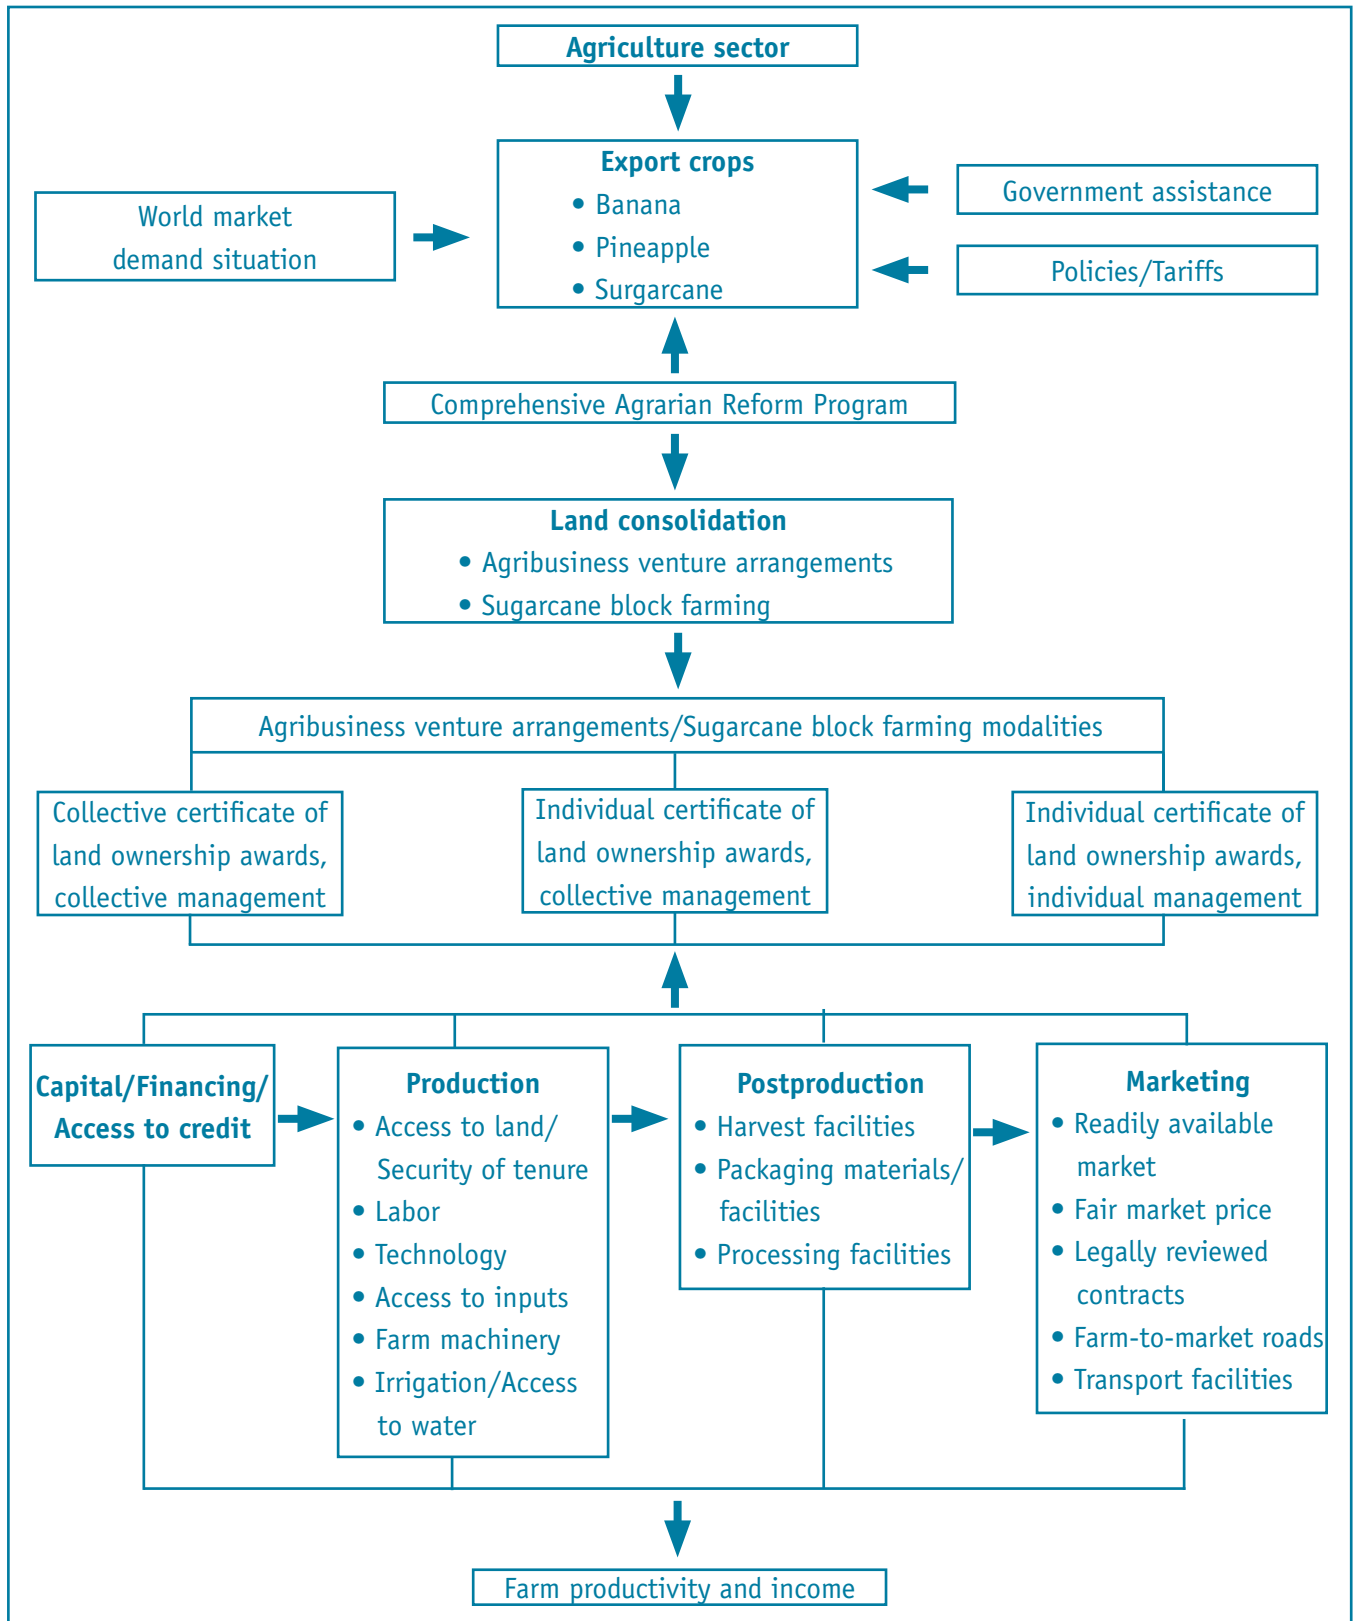 Agriculture sector
Export crops
• Banana
• Pineapple
• Surgarcane
World market
demand situation
Government assistance
Policies/Tariffs
Comprehensive Agrarian Reform Program
Land consolidation
• Agribusiness venture arrangements
• Sugarcane block farming
Agribusiness venture arrangements/Sugarcane block farming modalities
Collective certificate of
land ownership awards,
collective management
Individual certificate of
land ownership awards,
collective management
Individual certificate of
land ownership awards,
individual management
Capital/Financing/
Access to credit
Production
• Access to land/
Security of tenure
• Labor
• Technology
• Access to inputs
• Farm machinery
• Irrigation/Access
to water
Postproduction
• Harvest facilities
• Packaging materials/
facilities
• Processing facilities
Marketing
• Readily available
market
• Fair market price
• Legally reviewed
contracts
• Farm-to-market roads
• Transport facilities
Farm productivity and income